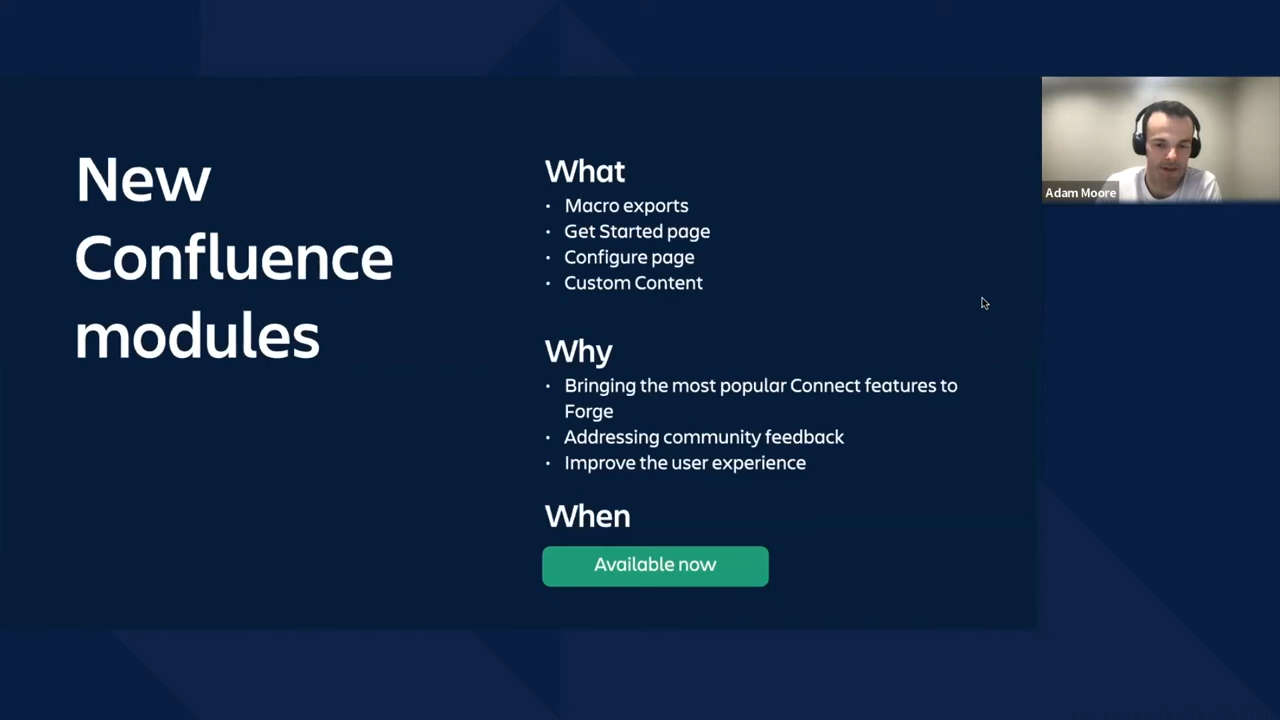 New
Confluence
modules
What
• Macro exports
• Get Started page
• Configure page
• Custom Content
Why
• Bringing the most popular Connect features to
Forge
• Addressing community feedback
• Improve the user experience
When
Available now
Adam Moore